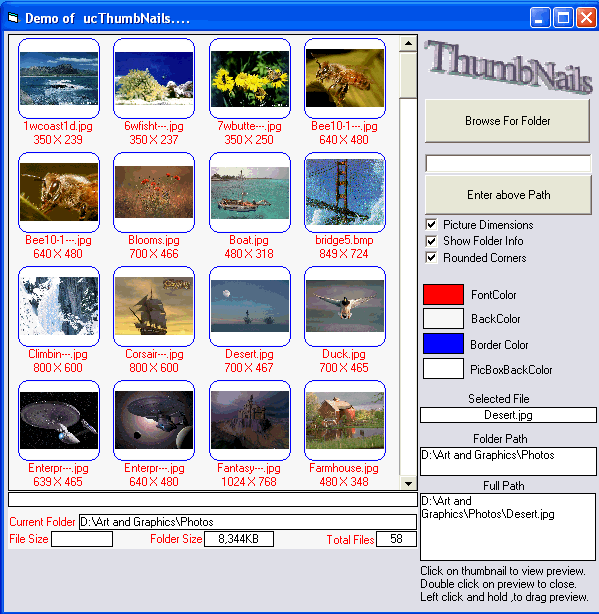 Demo of ucThumbNails....
1wcoast1d.jpg 6wfisht---.jpg 7wbutte---.jpg Bee10-1---.jpg
350 X 239 350 X 237 350 X 250 640 X 480
Bee10-1---.jpg Blooms.jpg Boat.jpg bridge5.bmp
640 X 480 700 X 466 480 X 318 849 X 724
Climbin---.jpg Corsair---.jpg Desert.jpg Duck.jpg
800 X 600 800 X 600 700 X 467 700 X 465
Enterpr---.jpg Enterpr---.jpg Fantasy---.jpg Farmhouse.jpg
639 X 465 640 X 480 1024 X 768 480 X 348
Current Folder D:\Art and Graphics\Photos
File Size Folder Size 8,344KB Total Files 58
ThumbNails
Browse For Folder
Enter above Path
Picture Dimensions
Show Folder Info
Rounded Corners
FontColor
BackColor
Border Color
PicBoxBackColor
Selected File
Desert.jpg
Folder Path
D:\Art and Graphics\Photos
Full Path
D:\Art and
Graphics\Photos\Desert.jpg
Click on thumbnail to view preview.
Double click on preview to close.
Left click and hold ,to drag preview.